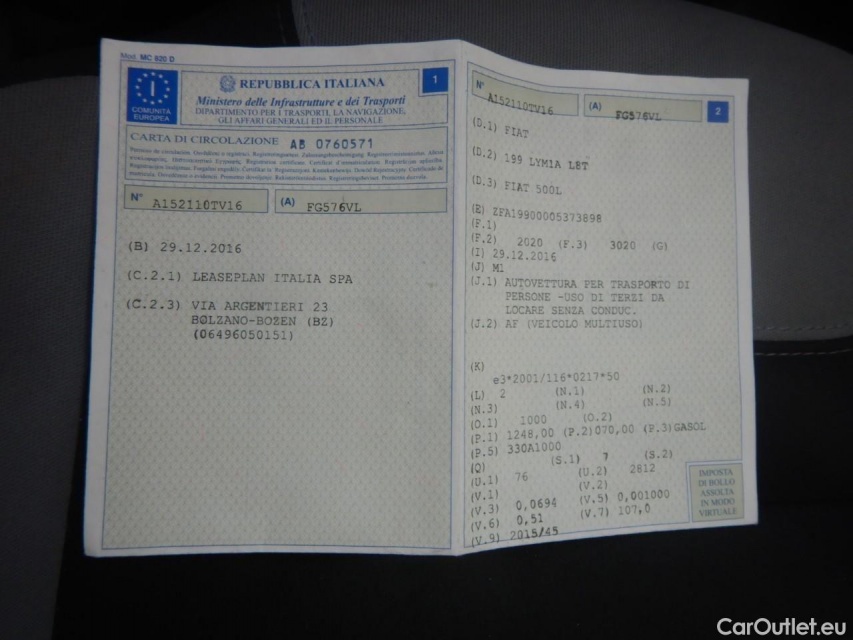 Mod. MC 820 D
I
COMUNITÀ
EUROPEA
REPUBBLICA ITALIANA
Ministero delle Infrastrutture e dei Trasporti
DIPARTIMENTO PER I TRASPORTI, LA NAVIGAZIONE,
GLI AFFARI GENERALI ED IL PERSONALE
1
CARTA DI CIRCOLAZIONE AB 0760571
N° A152110TV16 (A) FG576VL
(B) 29.12.2016
(C.2.1) LEASEPLAN ITALIA SPA
(C.2.3) VIA ARGENTIERI 23
BOLZANO-BOZEN (BZ)
(06496050151)
N° A152110TV16 (A) FG576VL 2
(D.1) FIAT
(D.2) 199 LYM1A L8T
(D.3) FIAT 500L
(E) ZFA19900005373898
(F.1)
(F.2) 2020 (F.3) 3020 (G)
(I) 29.12.2016
(J) M1
(J.1) AUTOVETTURA PER TRASPORTO DI
PERSONE -USO DI TERZI DA
LOCARE SENZA CONDUC.
(J.2) AF (VEICOLO MULTIUSO)
(K)
e3*2001/116*0217*50
(L) 2 (N.1) (N.2)
(N.3) (N.4) (N.5)
(O.1) 1000 (O.2)
(P.1) 1248,00 (P.2)070,00 (P.3)GASOL
(P.5) 330A1000
(Q) (S.1) 7 (S.2)
(U.1) 76 (U.2) 2812
(V.1) (V.2)
(V.3) 0,0694 (V.5) 0,001000
(V.6) 0,51 (V.7) 107,0
(V.9) 2015/45
IMPOSTA
DI BOLLO
ASSOLTA
IN MODO
VIRTUALE
CarOutlet.eu